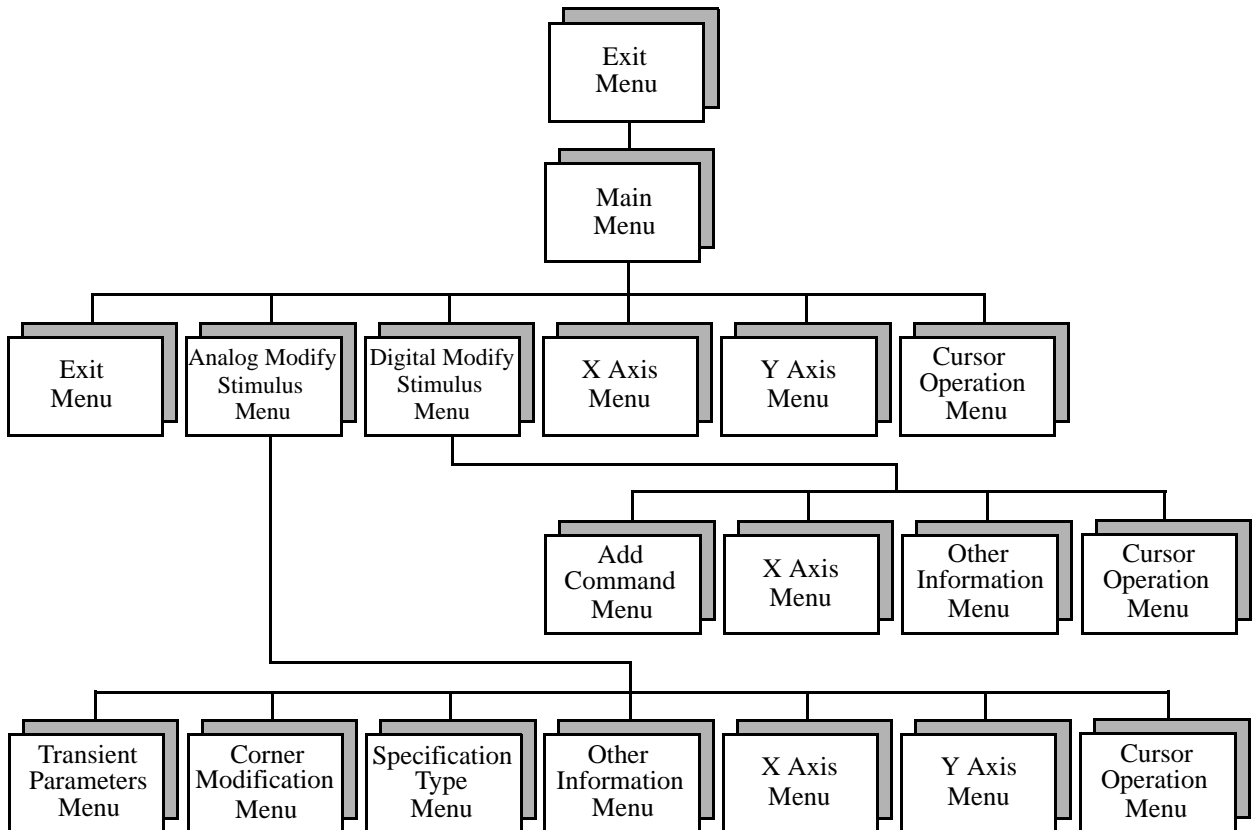 Exit
Menu
Main
Menu
Exit
Menu
Analog Modify
Stimulus
Menu
Digital Modify
Stimulus
Menu
X Axis
Menu
Y Axis
Menu
Cursor
Operation
Menu
Add
Command
Menu
X Axis
Menu
Other
Information
Menu
Cursor
Operation
Menu
Transient
Parameters
Menu
Corner
Modification
Menu
Specification
Type
Menu
Other
Information
Menu
X Axis
Menu
Y Axis
Menu
Cursor
Operation
Menu